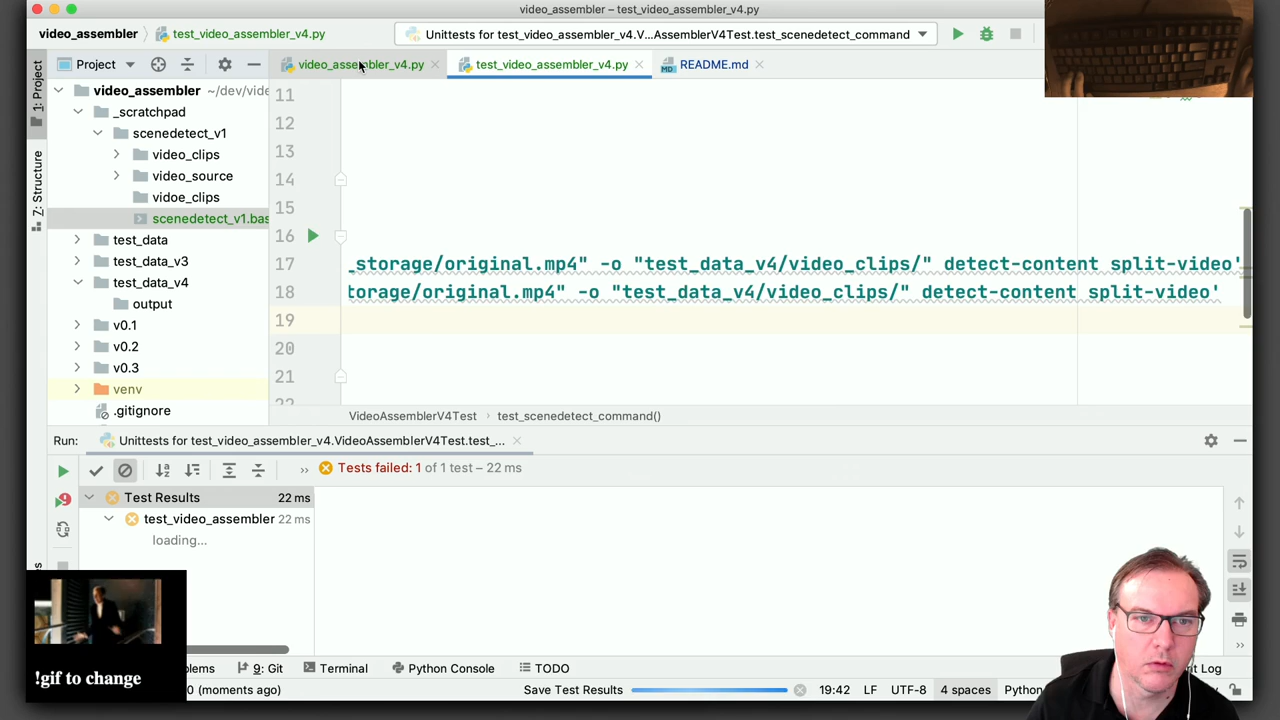 video_assembler – test_video_assembler_v4.py
video_assembler
test_video_assembler_v4.py
Unittests for test_video_assembler_v4.V...AssemblerV4Test.test_scenedetect_command
1: Project
Project
video_assembler_v4.py
test_video_assembler_v4.py
README.md
Z: Structure
video_assembler ~/dev/vide
_scratchpad
scenedetect_v1
video_clips
video_source
vidoe_clips
scenedetect_v1.bas
test_data
test_data_v3
test_data_v4
output
v0.1
v0.2
v0.3
venv
.gitignore
11
12
13
14
15
16
17 _storage/original.mp4" -o "test_data_v4/video_clips/" detect-content split-video'
18 torage/original.mp4" -o "test_data_v4/video_clips/" detect-content split-video'
19
20
21
22
VideoAssemblerV4Test › test_scenedetect_command()
Run: Unittests for test_video_assembler_v4.VideoAssemblerV4Test.test_...
» Tests failed: 1 of 1 test – 22 ms
Test Results 22 ms
test_video_assembler 22 ms
loading...
!gif to change
blems
9: Git
Terminal
Python Console
TODO
t Log
0 (moments ago)
Save Test Results
19:42
LF
UTF-8
4 spaces
Python